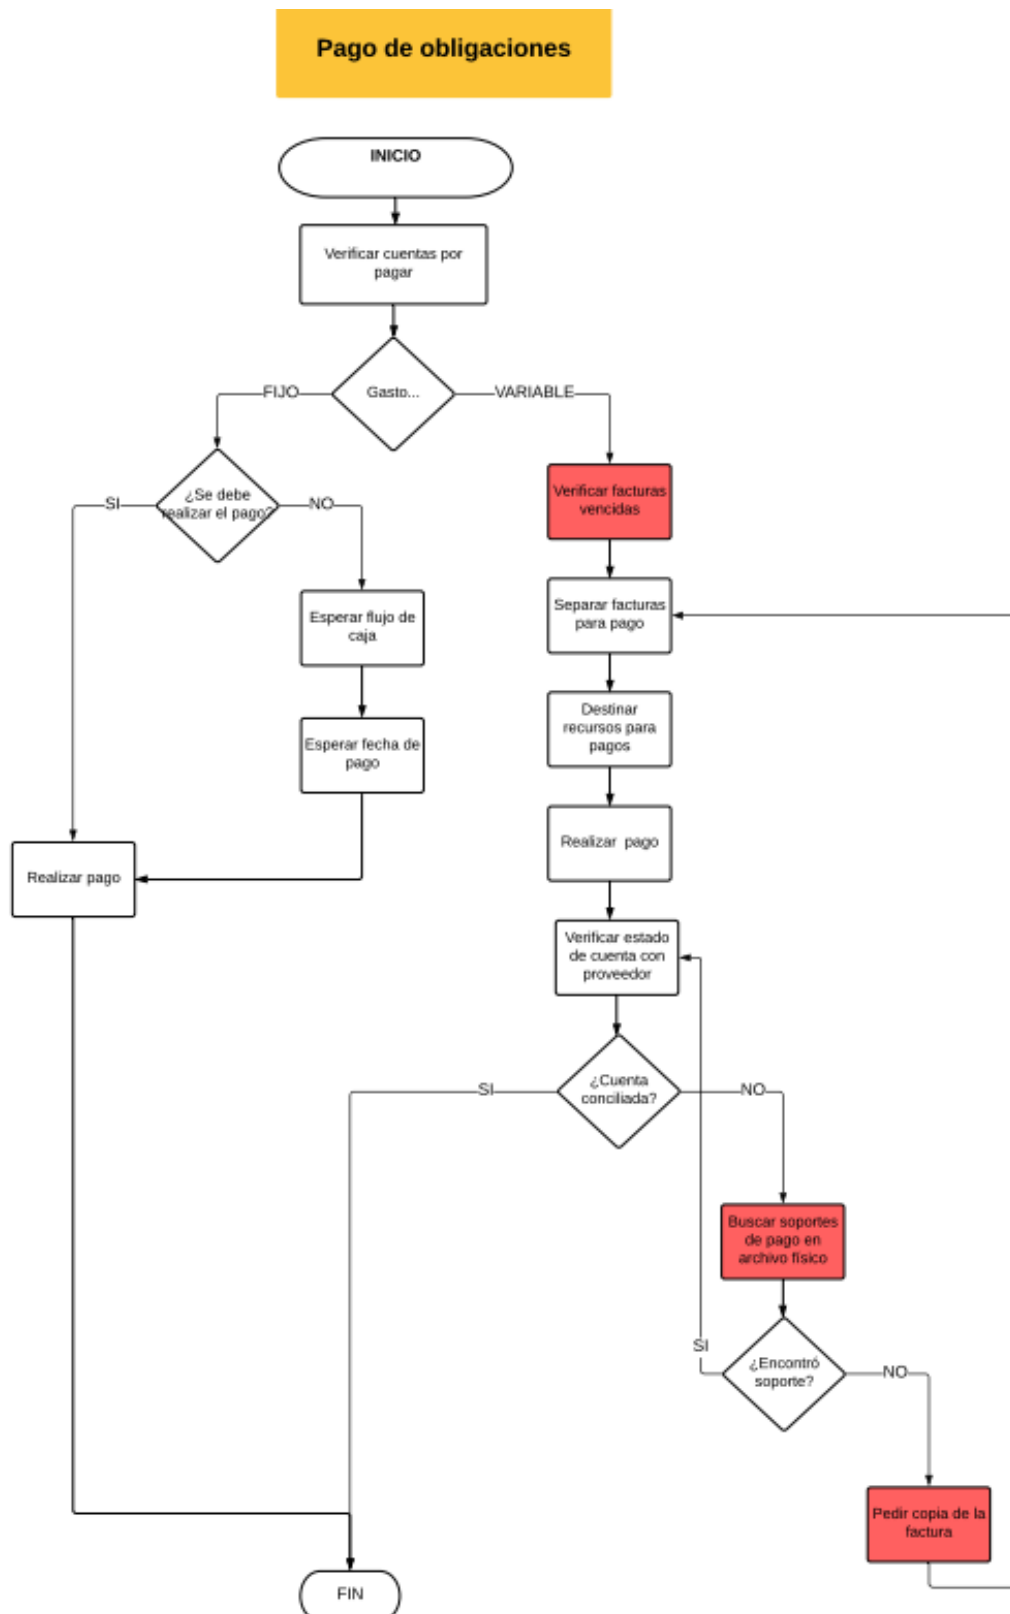 Pago de obligaciones
INICIO
Verificar cuentas por
pagar
Gasto...
FIJO
VARIABLE
¿Se debe
realizar el pago?
SI
NO
Verificar facturas
vencidas
Esperar flujo de
caja
Separar facturas
para pago
Esperar fecha de
pago
Destinar
recursos para
pagos
Realizar pago
Realizar pago
Verificar estado
de cuenta con
proveedor
¿Cuenta
conciliada?
SI
NO
Buscar soportes
de pago en
archivo físico
¿Encontró
soporte?
SI
NO
Pedir copia de la
factura
FIN